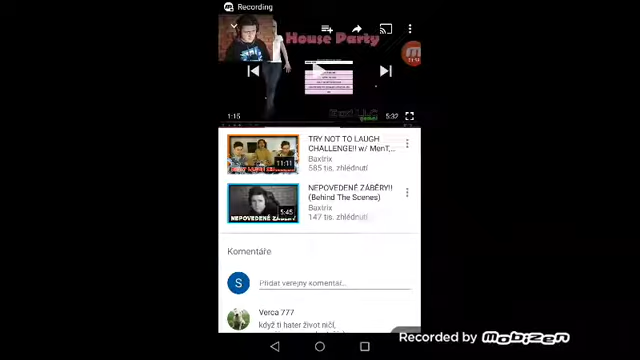 Recording
House Party
1:15
5:32
TRY NOT TO LAUGH
CHALLENGE!! w/ MenT,...
Baxtrix
585 tis. zhlédnutí
11:11
NEPOVEDENÉ ZÁBĚRY!!
(Behind The Scenes)
Baxtrix
147 tis. zhlédnutí
NEPOVEDENÉ ZÁBĚRY
5:45
Komentáře
S
Přidat veřejný komentář...
Verca 777
když ti hater život ničí,
Recorded by Mobizen